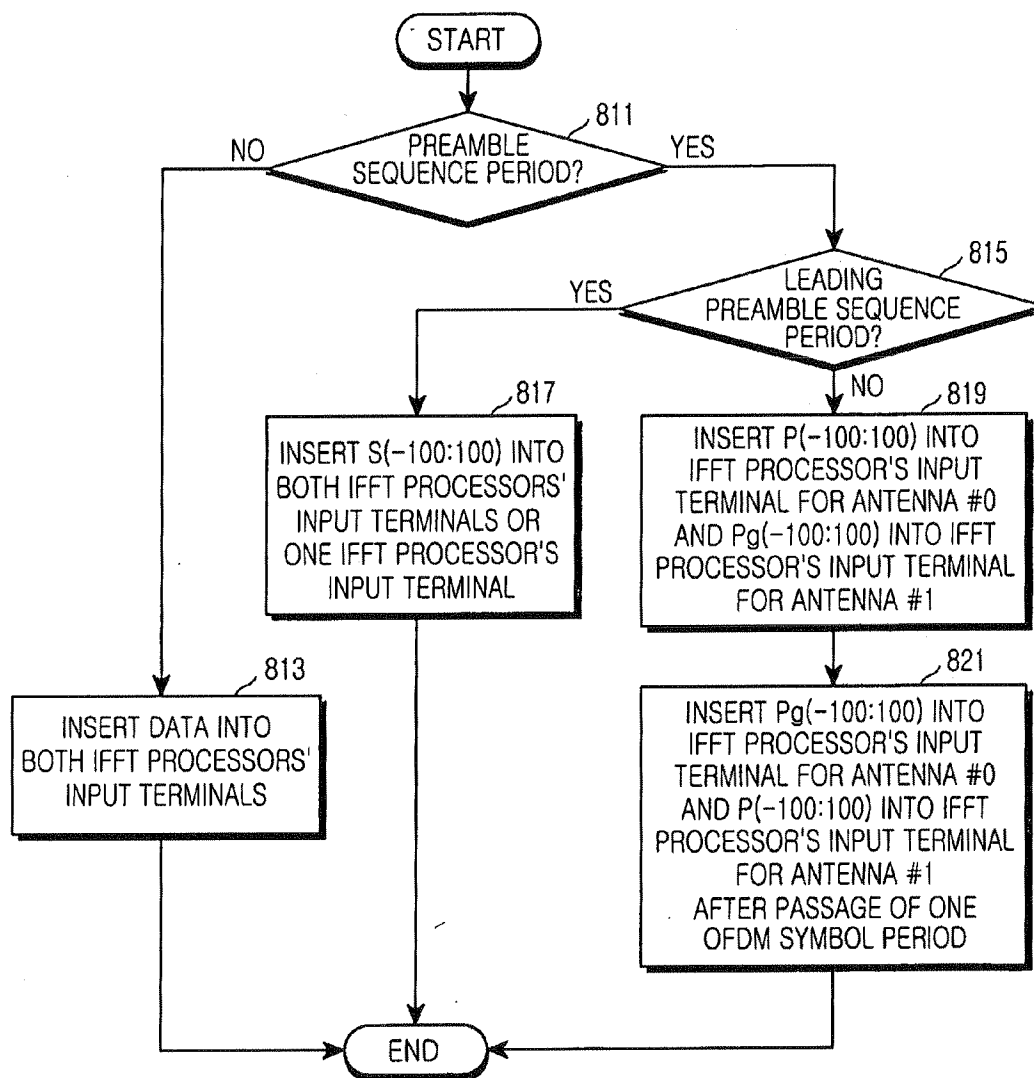 START
811
NO
PREAMBLE
SEQUENCE PERIOD?
YES
815
YES
LEADING
PREAMBLE SEQUENCE
PERIOD?
NO
817
INSERT S(-100:100) INTO
BOTH IFFT PROCESSORS'
INPUT TERMINALS OR
ONE IFFT PROCESSOR'S
INPUT TERMINAL
819
INSERT P(-100:100) INTO
IFFT PROCESSOR'S INPUT
TERMINAL FOR ANTENNA #0
AND Pg(-100:100) INTO IFFT
PROCESSOR'S INPUT TERMINAL
FOR ANTENNA #1
813
INSERT DATA INTO
BOTH IFFT PROCESSORS'
INPUT TERMINALS
821
INSERT Pg(-100:100) INTO
IFFT PROCESSOR'S INPUT
TERMINAL FOR ANTENNA #0
AND P(-100:100) INTO IFFT
PROCESSOR'S INPUT TERMINAL
FOR ANTENNA #1
AFTER PASSAGE OF ONE
OFDM SYMBOL PERIOD
END